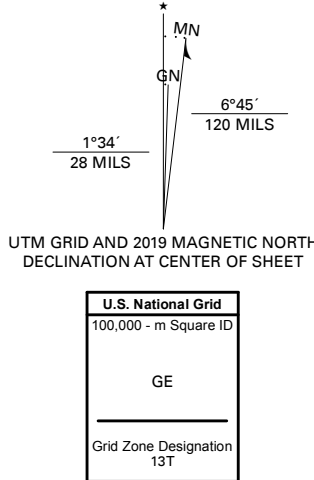 ★
MN
GN
6°45´
120 MILS
1°34´
28 MILS
UTM GRID AND 2019 MAGNETIC NORTH
DECLINATION AT CENTER OF SHEET
U.S. National Grid
100,000 - m Square ID
GE
Grid Zone Designation
13T